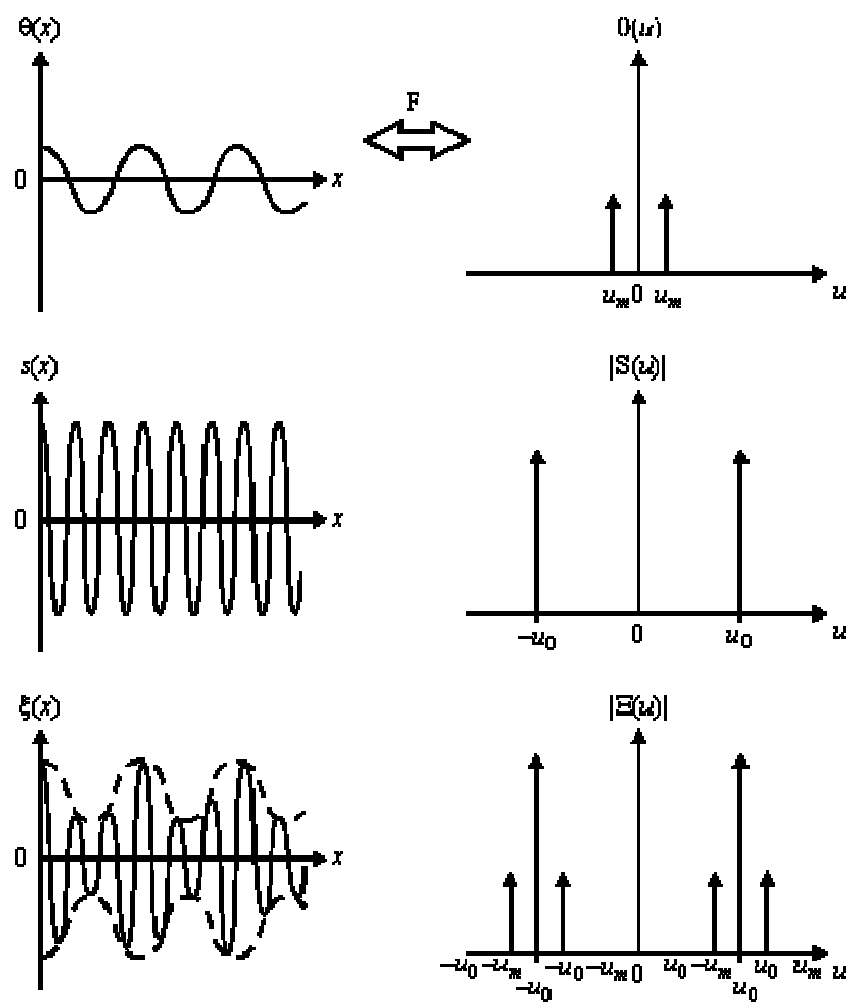 θ(x)
0(u)
F
0
x
u_m 0 u_m
u
s(x)
|S(u)|
0
x
−u_0
0
u_0
u
ξ(x)
|Ξ(u)|
0
x
−u_0−u_m
−u_0−u_m
0
u_0−u_m
u_0
u_m
u
−u_0
u_0